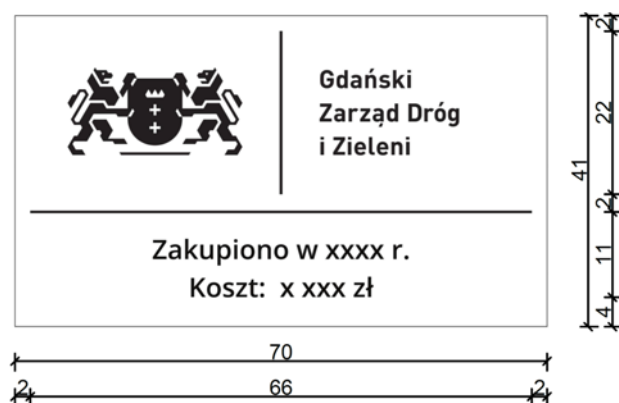 Gdański
Zarząd Dróg
i Zieleni
Zakupiono w xxxx r.
Koszt: x xxx zł
2
22
41
2
11
4
70
2
66
2